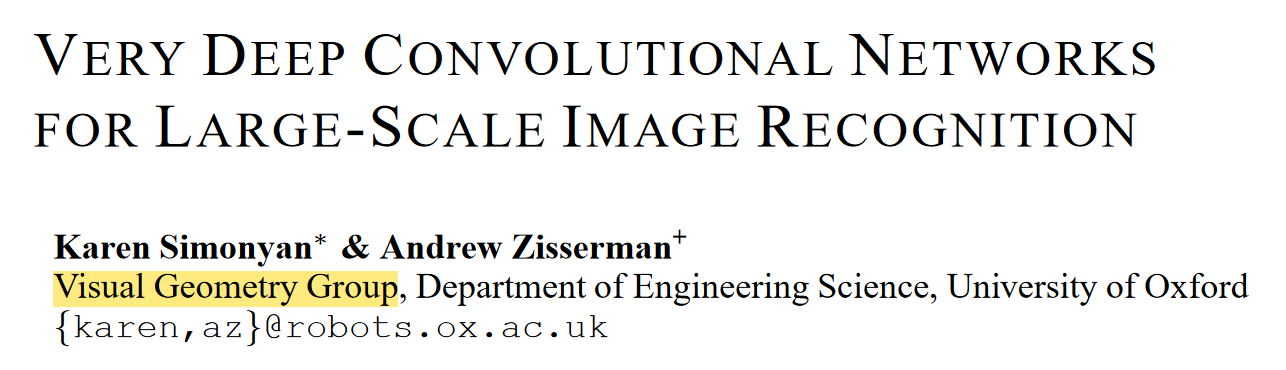 VERY DEEP CONVOLUTIONAL NETWORKS
FOR LARGE-SCALE IMAGE RECOGNITION
Karen Simonyan* & Andrew Zisserman+
Visual Geometry Group, Department of Engineering Science, University of Oxford
{karen,az}@robots.ox.ac.uk